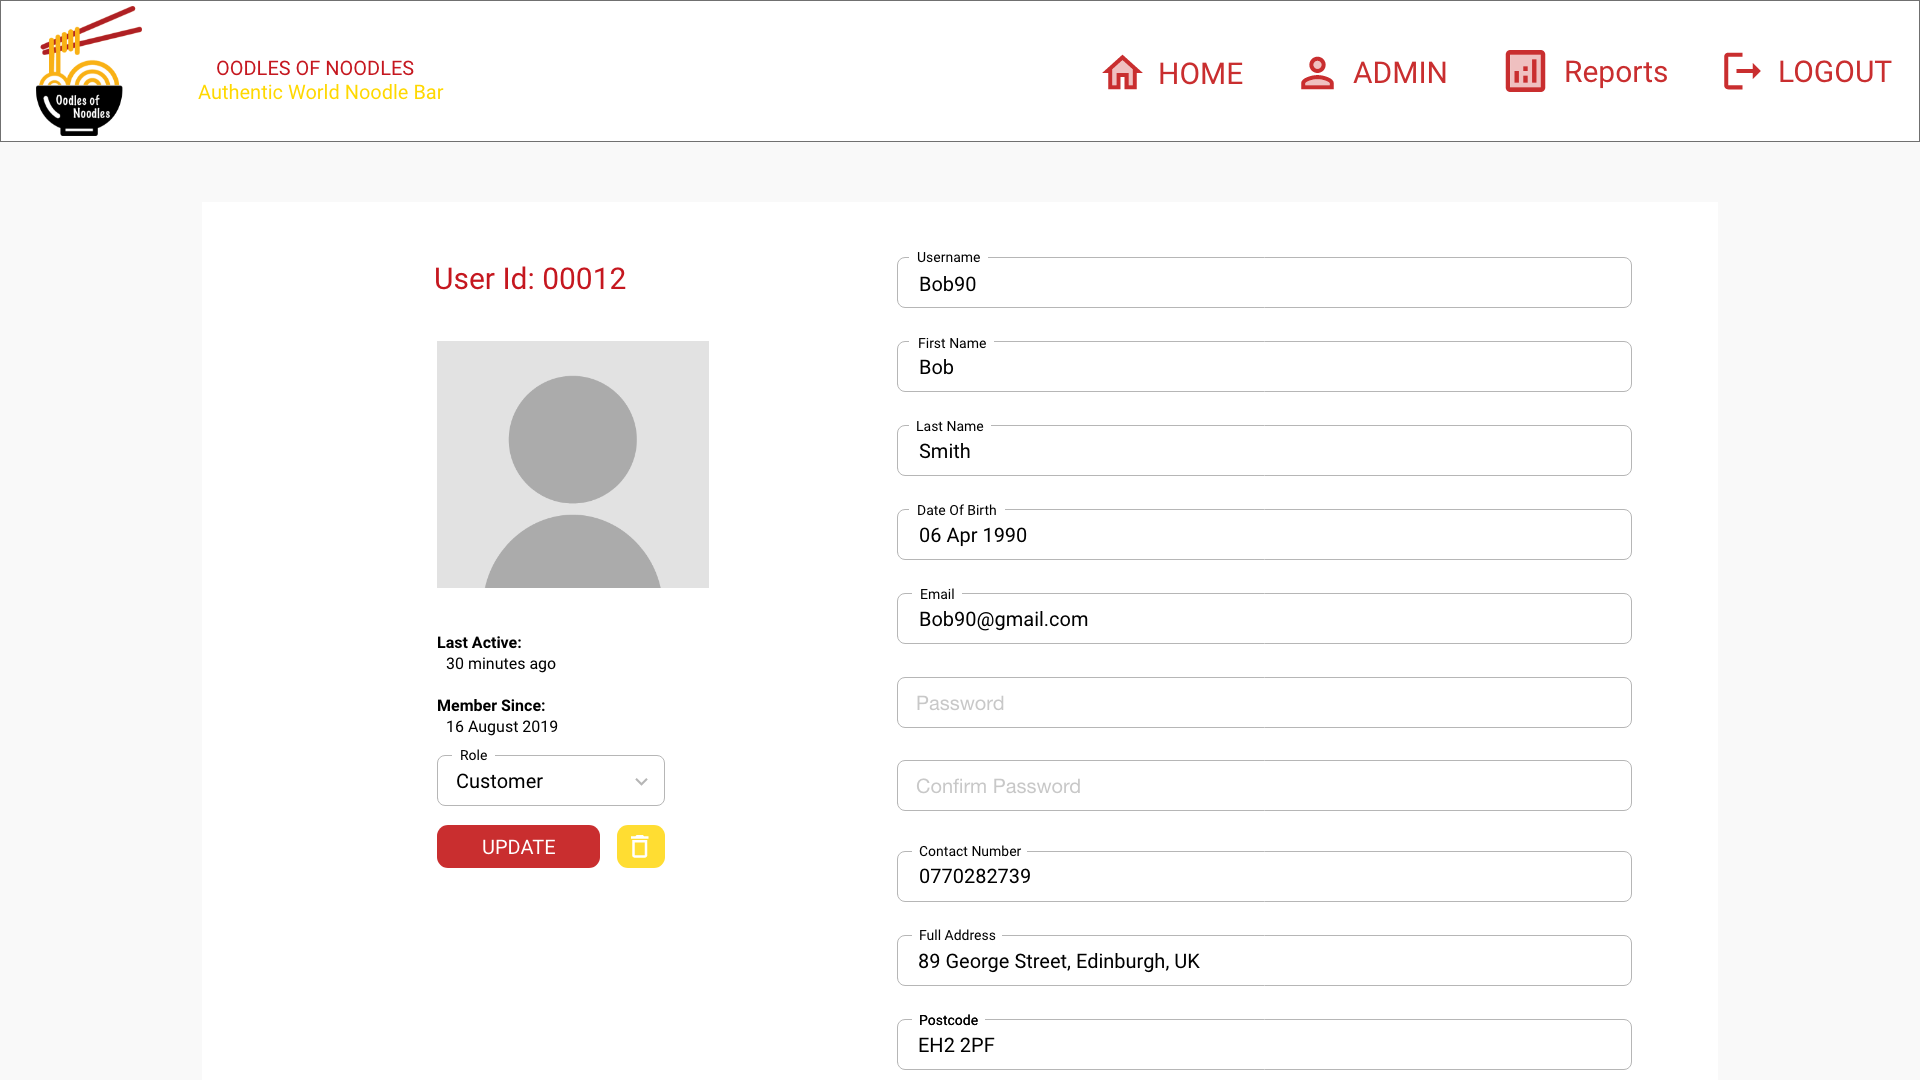 Oodles of
Noodles
OODLES OF NOODLES
Authentic World Noodle Bar
HOME
ADMIN
Reports
LOGOUT
User Id: 00012
Last Active:
30 minutes ago
Member Since:
16 August 2019
Role
Customer
UPDATE
Username
Bob90
First Name
Bob
Last Name
Smith
Date Of Birth
06 Apr 1990
Email
Bob90@gmail.com
Password
Confirm Password
Contact Number
0770282739
Full Address
89 George Street, Edinburgh, UK
Postcode
EH2 2PF